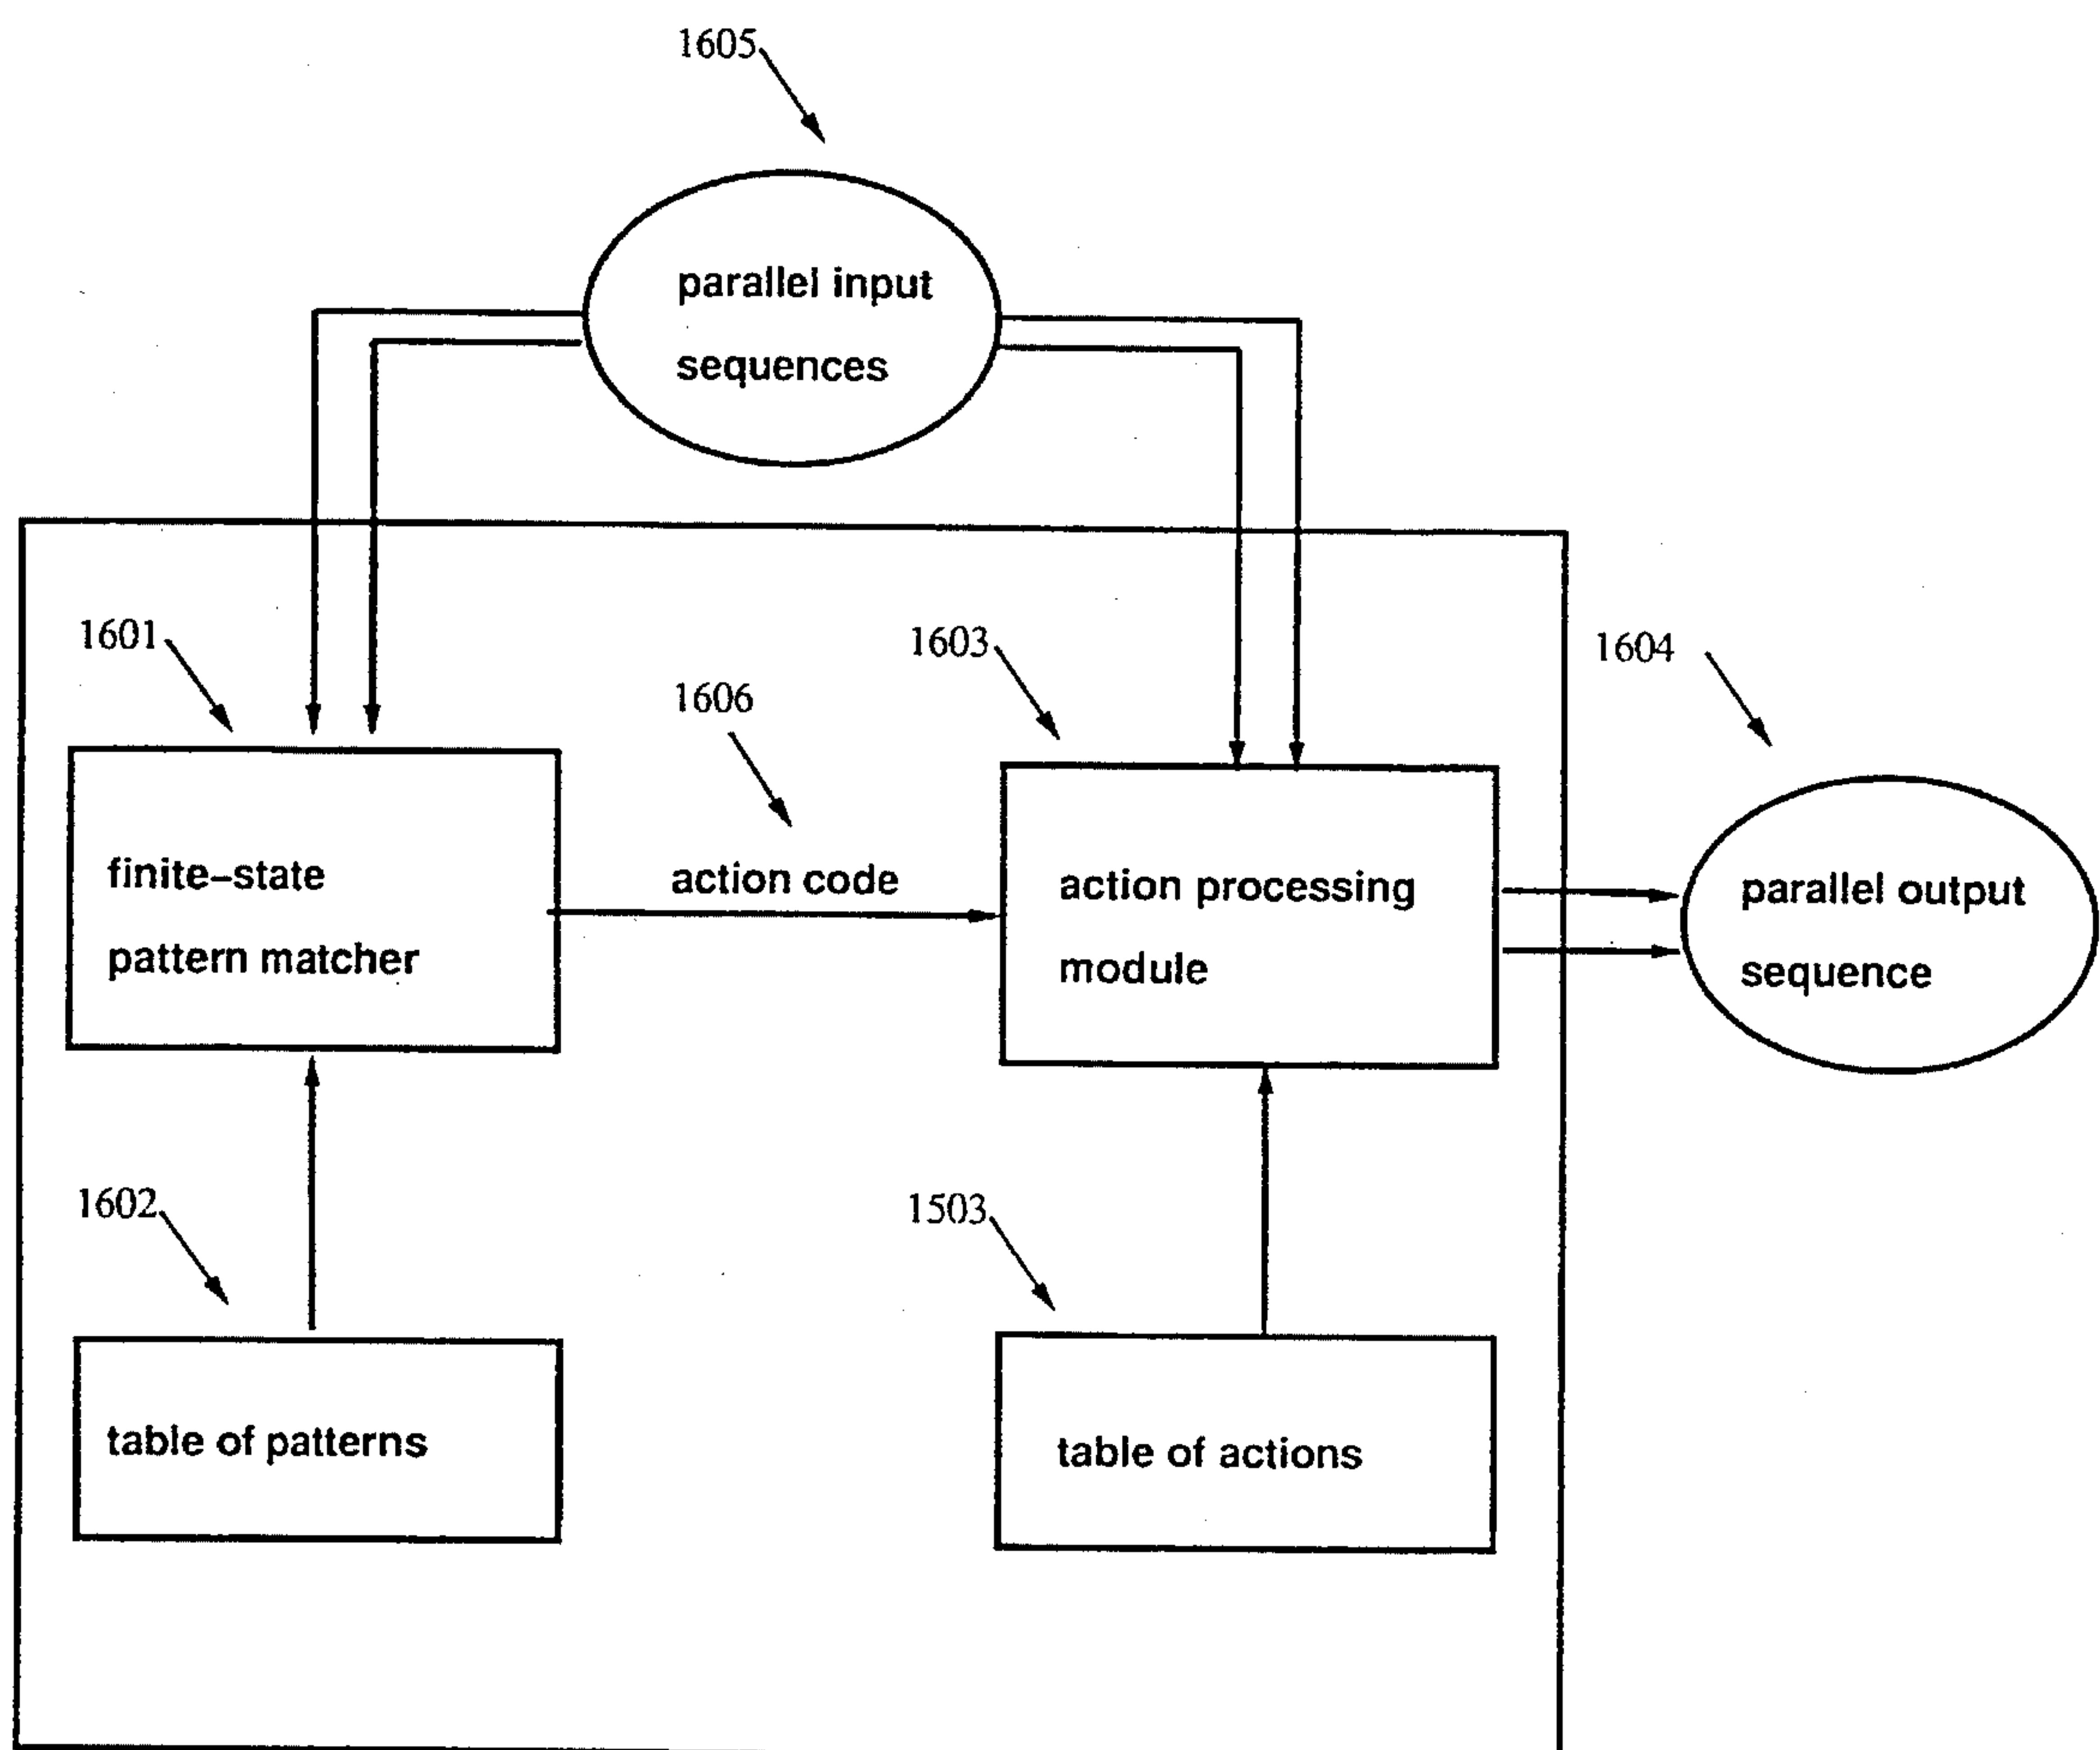 1605
parallel input
sequences
1601
1606
1603
1604
finite–state
pattern matcher
action code
action processing
module
parallel output
sequence
1602
1503
table of patterns
table of actions